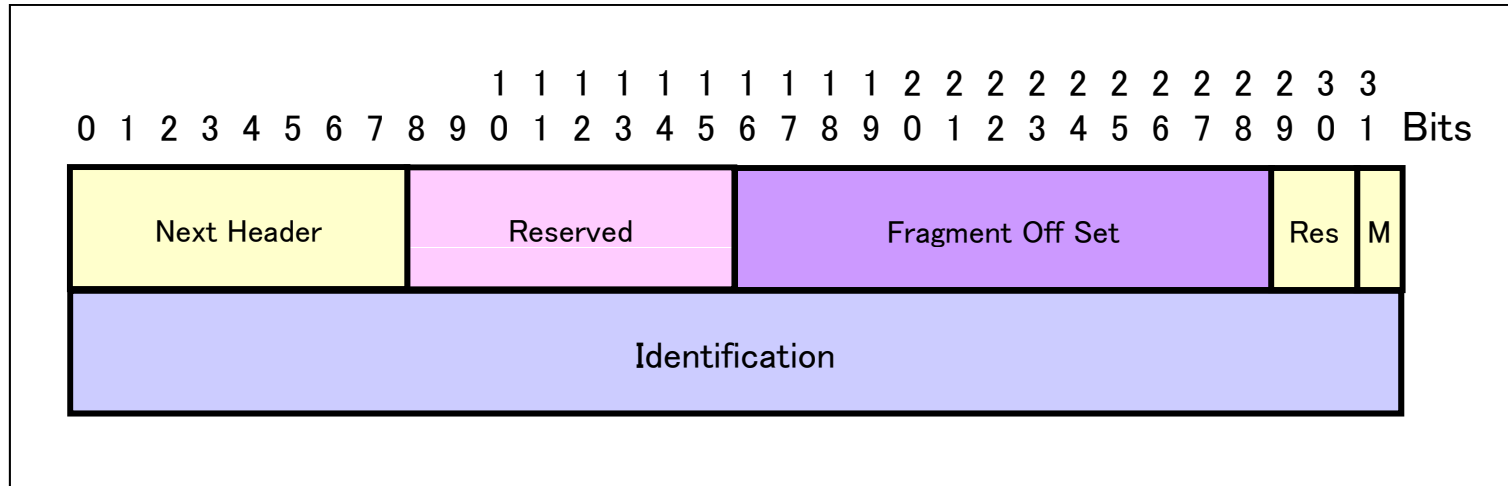 1 1 1 1 1 1 1 1 1 1 2 2 2 2 2 2 2 2 2 2 3 3
0 1 2 3 4 5 6 7 8 9 0 1 2 3 4 5 6 7 8 9 0 1 2 3 4 5 6 7 8 9 0 1 Bits
Next Header Reserved Fragment Off Set Res M
Identification